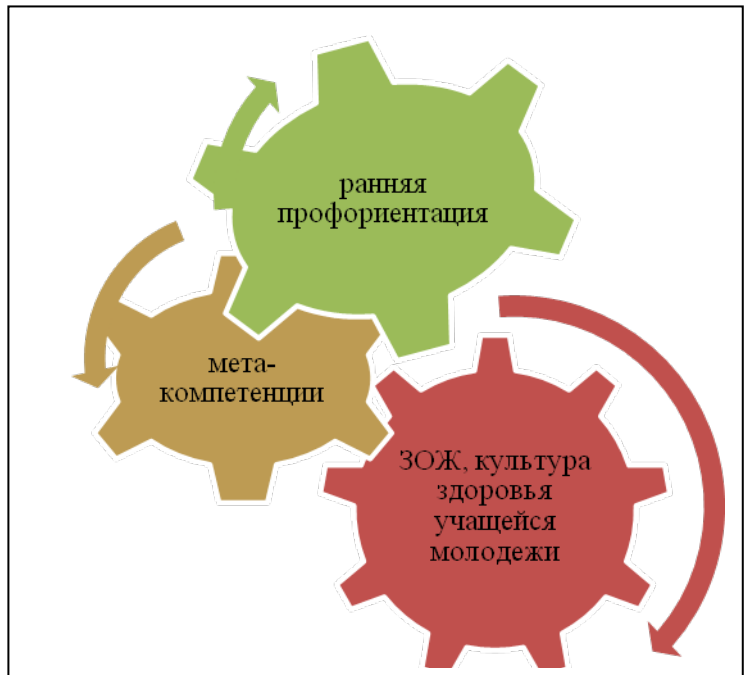 ранняя
профориентация
мета-
компетенции
ЗОЖ, культура
здоровья
учащейся
молодежи